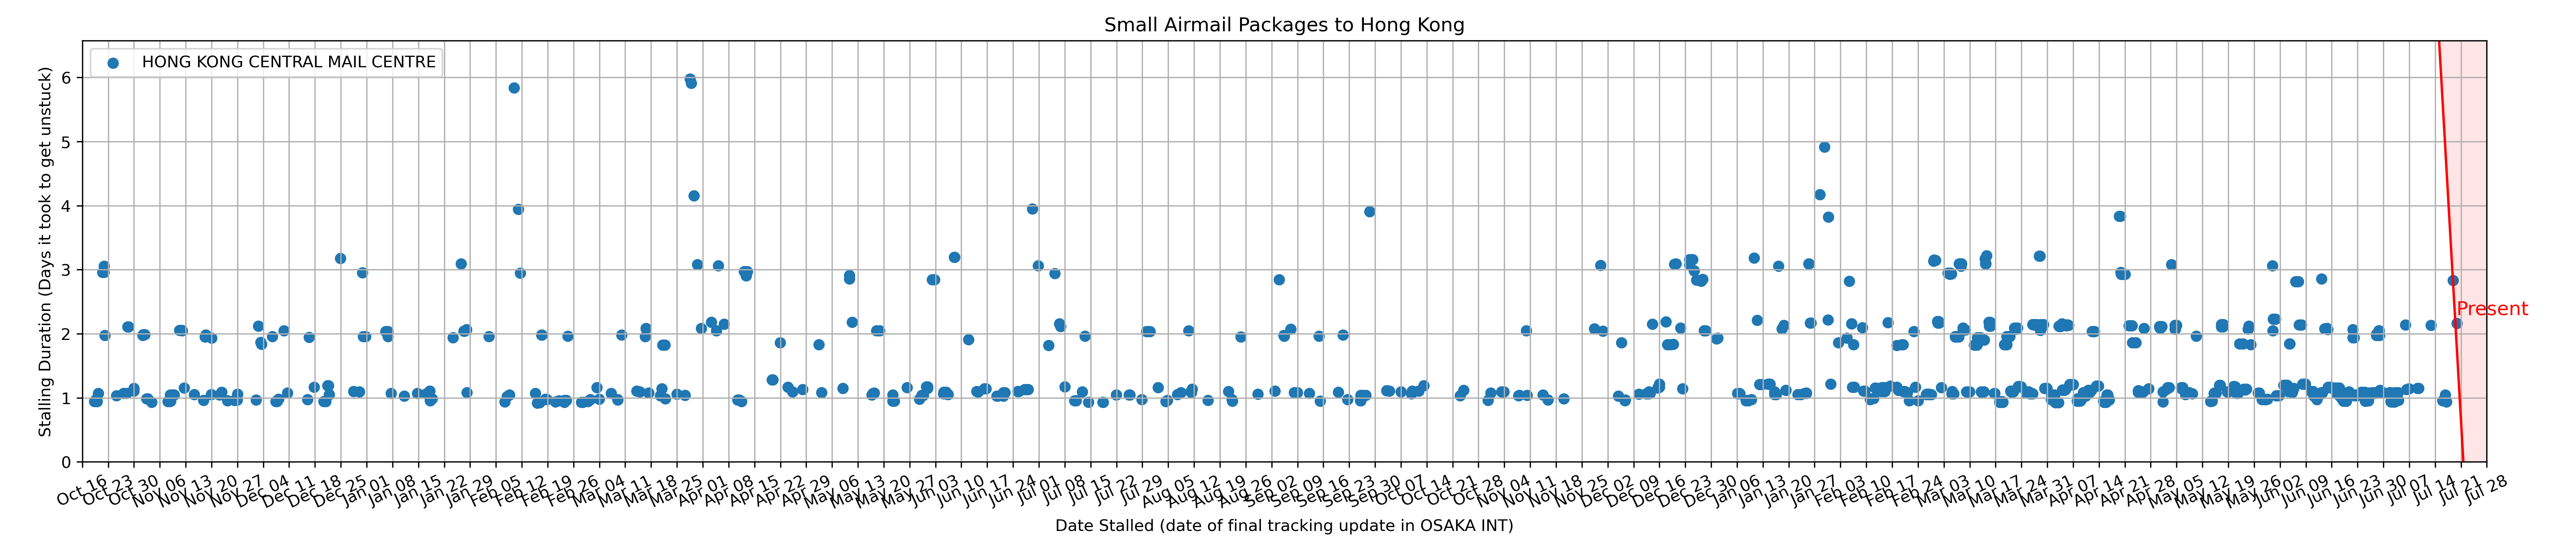 Small Airmail Packages to Hong Kong
HONG KONG CENTRAL MAIL CENTRE
Stalling Duration (Days it took to get unstuck)
6
5
4
3
2
1
0
Present
Oct 16 Oct 23 Oct 30 Nov 06 Nov 13 Nov 20 Nov 27 Dec 04 Dec 11 Dec 18 Dec 25 Jan 01 Jan 08 Jan 15 Jan 22 Jan 29 Feb 05 Feb 12 Feb 19 Feb 26 Mar 04 Mar 11 Mar 18 Mar 25 Apr 01 Apr 08 Apr 15 Apr 22 Apr 29 May 06 May 13 May 20 May 27 Jun 03 Jun 10 Jun 17 Jun 24 Jul 01 Jul 08 Jul 15 Jul 22 Jul 29 Aug 05 Aug 12 Aug 19 Aug 26 Sep 02 Sep 09 Sep 16 Sep 23 Sep 30 Oct 07 Oct 14 Oct 21 Oct 28 Nov 04 Nov 11 Nov 18 Nov 25 Dec 02 Dec 09 Dec 16 Dec 23 Dec 30 Jan 06 Jan 13 Jan 20 Jan 27 Feb 03 Feb 10 Feb 17 Feb 24 Mar 03 Mar 10 Mar 17 Mar 24 Mar 31 Apr 07 Apr 14 Apr 21 Apr 28 May 05 May 12 May 19 May 26 Jun 02 Jun 09 Jun 16 Jun 23 Jun 30 Jul 07 Jul 14 Jul 21 Jul 28
Date Stalled (date of final tracking update in OSAKA INT)